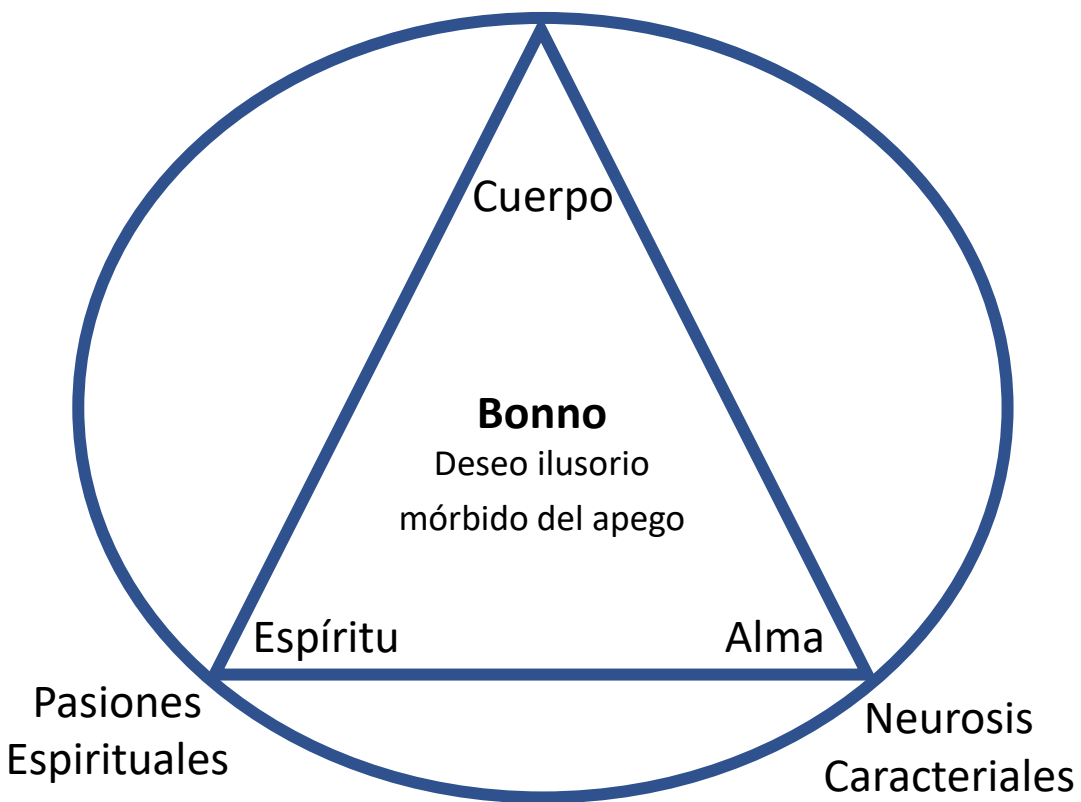 Cuerpo
Bonno
Deseo ilusorio
mórbido del apego
Espíritu
Alma
Pasiones
Espirituales
Neurosis
Caracteriales